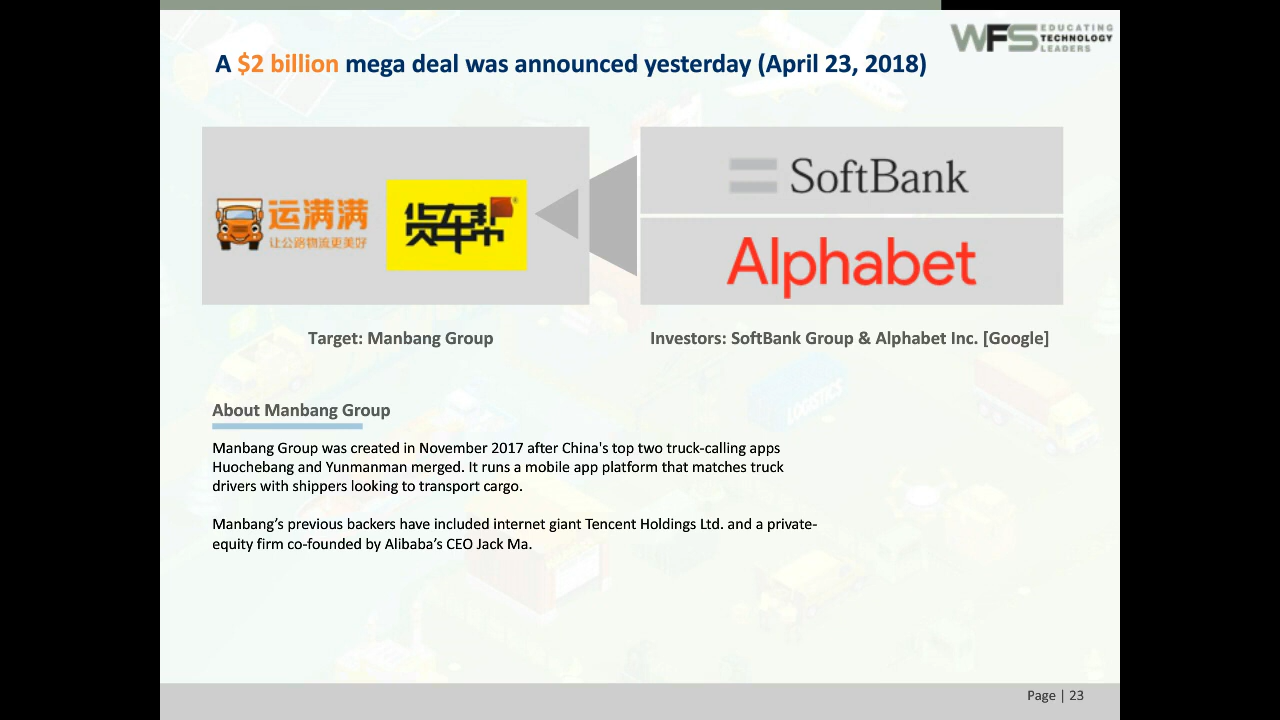 WFS EDUCATING TECHNOLOGY LEADERS
A $2 billion mega deal was announced yesterday (April 23, 2018)
运满满
让公路物流更美好
货车帮
SoftBank
Alphabet
Target: Manbang Group
Investors: SoftBank Group & Alphabet Inc. [Google]
LOGISTICS
About Manbang Group
Manbang Group was created in November 2017 after China's top two truck-calling apps
Huochebang and Yunmanman merged. It runs a mobile app platform that matches truck
drivers with shippers looking to transport cargo.
Manbang’s previous backers have included internet giant Tencent Holdings Ltd. and a private-
equity firm co-founded by Alibaba’s CEO Jack Ma.
Page | 23